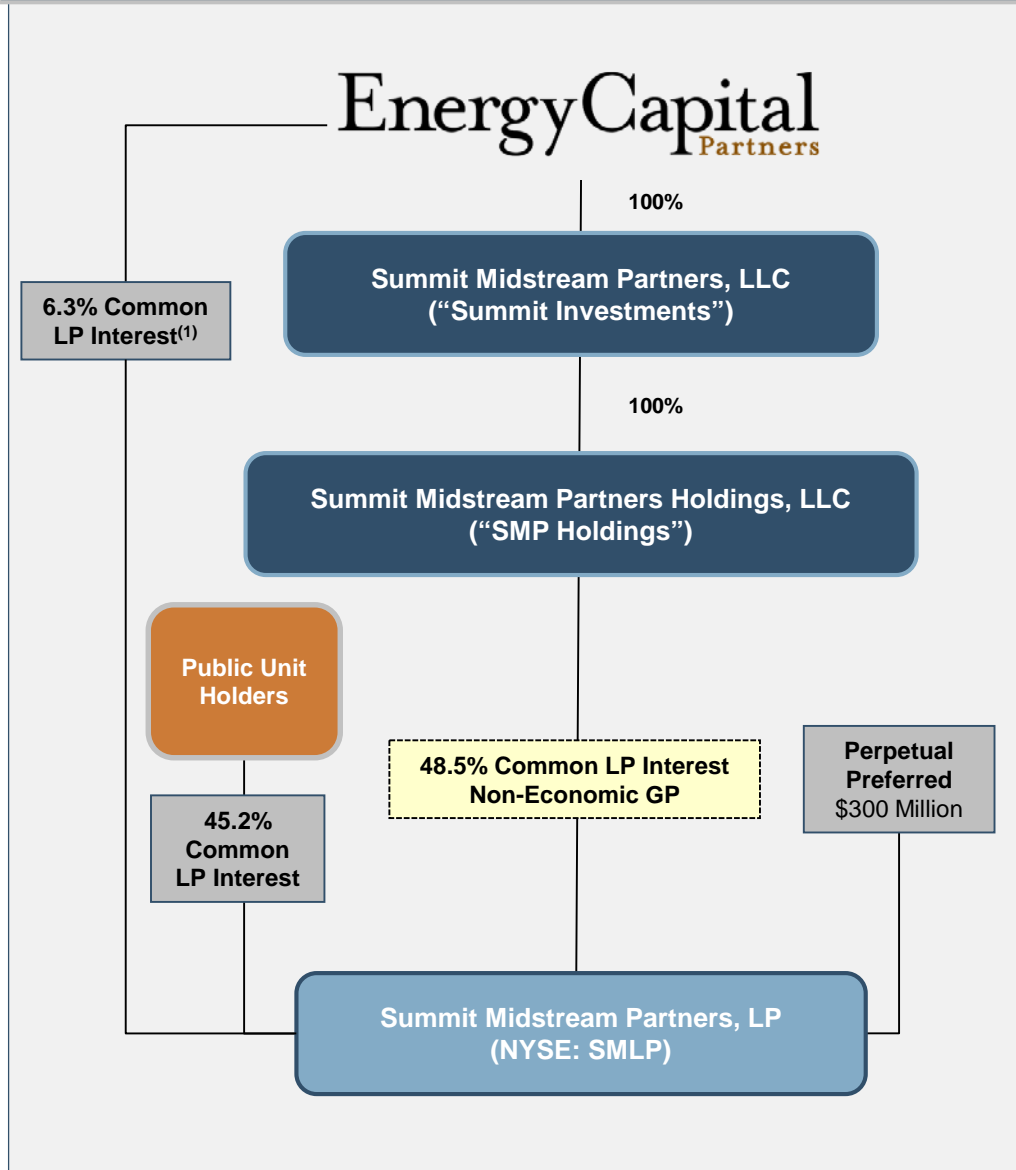 EnergyCapital
Partners
100%
Summit Midstream Partners, LLC
(“Summit Investments”)
6.3% Common
LP Interest(1)
100%
Summit Midstream Partners Holdings, LLC
(“SMP Holdings”)
Public Unit
Holders
48.5% Common LP Interest
Non-Economic GP
Perpetual
Preferred
$300 Million
45.2%
Common
LP Interest
Summit Midstream Partners, LP
(NYSE: SMLP)